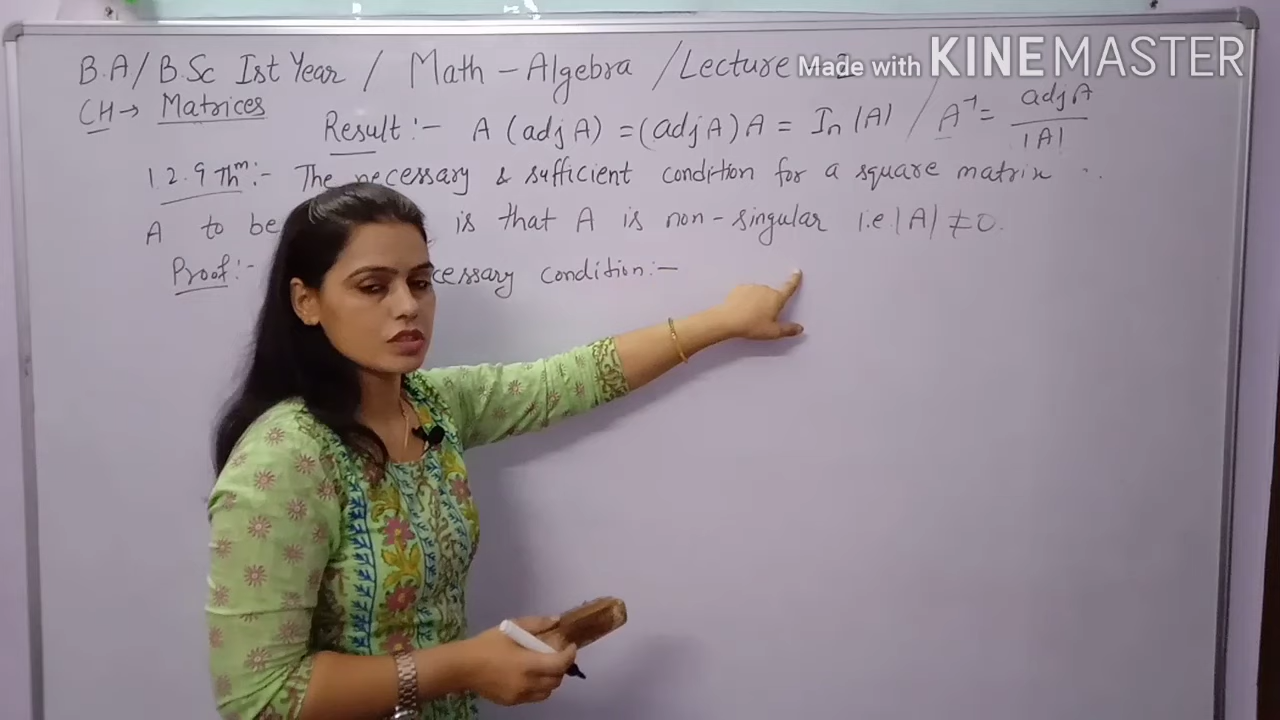 B.A / B.Sc Ist Year / Math - Algebra / Lecture
Made with KINEMASTER
CH → Matrices
Result :- A (adj A) = (adj A) A = In |A| / A⁻¹ = adj A / |A|
1.2.9 Thm :- The necessary & sufficient condition for a square matrix
A to be is that A is non-singular i.e. |A| ≠ 0.
Proof :- condition :-